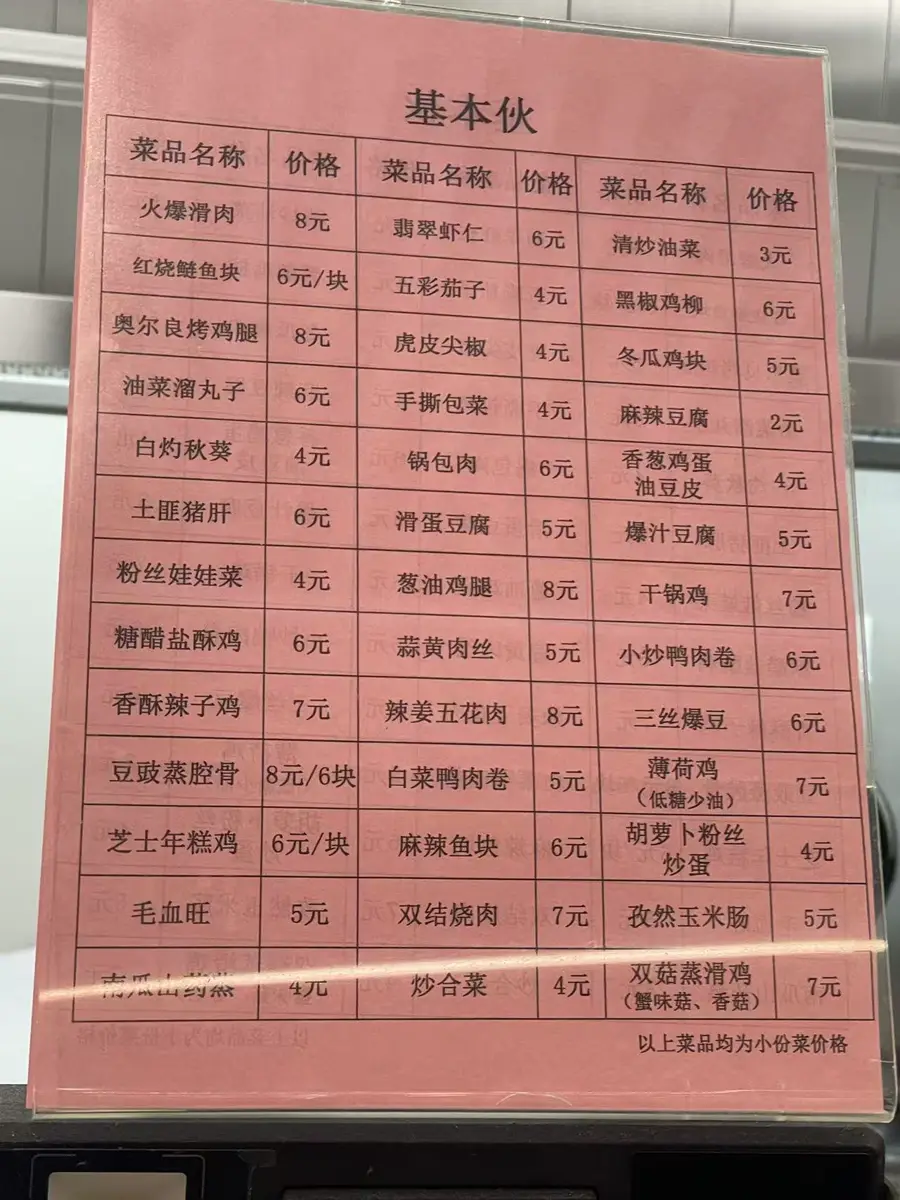 基本伙
菜品名称 价格 菜品名称 价格 菜品名称 价格
火爆滑肉 8元 翡翠虾仁 6元 清炒油菜 3元
红烧鲢鱼块 6元/块 五彩茄子 4元 黑椒鸡柳 6元
奥尔良烤鸡腿 8元 虎皮尖椒 4元 冬瓜鸡块 5元
油菜溜丸子 6元 手撕包菜 4元 麻辣豆腐 2元
白灼秋葵 4元 锅包肉 6元 香葱鸡蛋
油豆皮 4元
土匪猪肝 6元 滑蛋豆腐 5元 爆汁豆腐 5元
粉丝娃娃菜 4元 葱油鸡腿 8元 干锅鸡 7元
糖醋盐酥鸡 6元 蒜黄肉丝 5元 小炒鸭肉卷 6元
香酥辣子鸡 7元 辣姜五花肉 8元 三丝爆豆 6元
豆豉蒸腔骨 8元/6块 白菜鸭肉卷 5元 薄荷鸡
（低糖少油） 7元
芝士年糕鸡 6元/块 麻辣鱼块 6元 胡萝卜粉丝
炒蛋 4元
毛血旺 5元 双结烧肉 7元 孜然玉米肠 5元
南瓜山药蒸 4元 炒合菜 4元 双菇蒸滑鸡
（蟹味菇、香菇） 7元
以上菜品均为小份菜价格